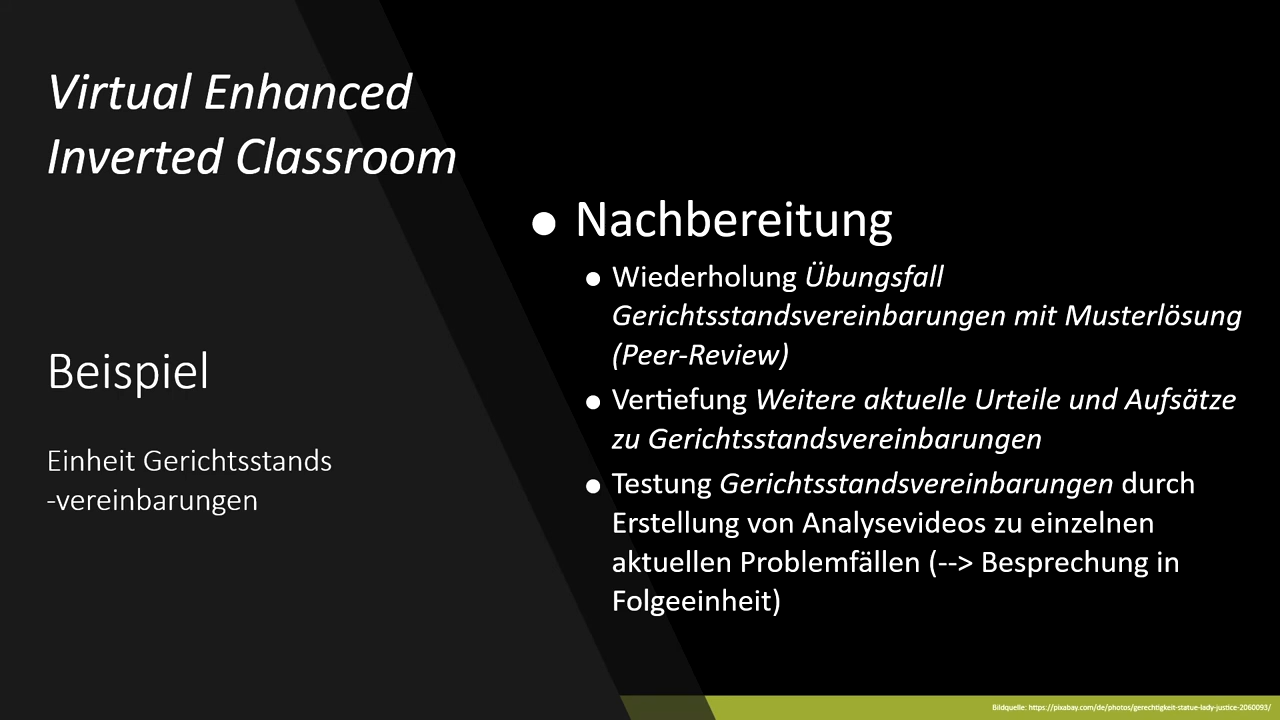 Virtual Enhanced
Inverted Classroom
Beispiel
Einheit Gerichtsstands
-vereinbarungen
● Nachbereitung
● Wiederholung Übungsfall
Gerichtsstandsvereinbarungen mit Musterlösung
(Peer-Review)
● Vertiefung Weitere aktuelle Urteile und Aufsätze
zu Gerichtsstandsvereinbarungen
● Testung Gerichtsstandsvereinbarungen durch
Erstellung von Analysevideos zu einzelnen
aktuellen Problemfällen (--> Besprechung in
Folgeeinheit)
Bildquelle: https://pixabay.com/de/photos/gerechtigkeit-statue-lady-justice-2060093/